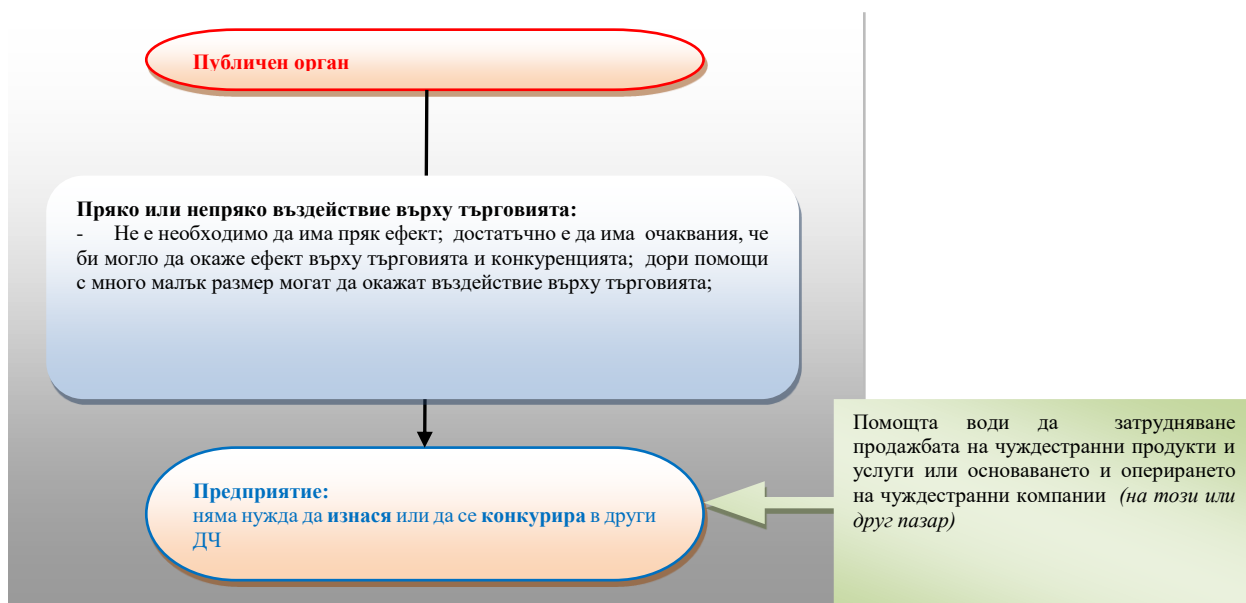 Публичен орган
Пряко или непряко въздействие върху търговията:
- Не е необходимо да има пряк ефект; достатъчно е да има очаквания, че
би могло да окаже ефект върху търговията и конкуренцията; дори помощи
с много малък размер могат да окажат въздействие върху търговията;
Помощта води да затрудняване
продажбата на чуждестранни продукти и
услуги или основаването и оперирането
на чуждестранни компании (на този или
друг пазар)
Предприятие:
няма нужда да изнася или да се конкурира в други
ДЧ